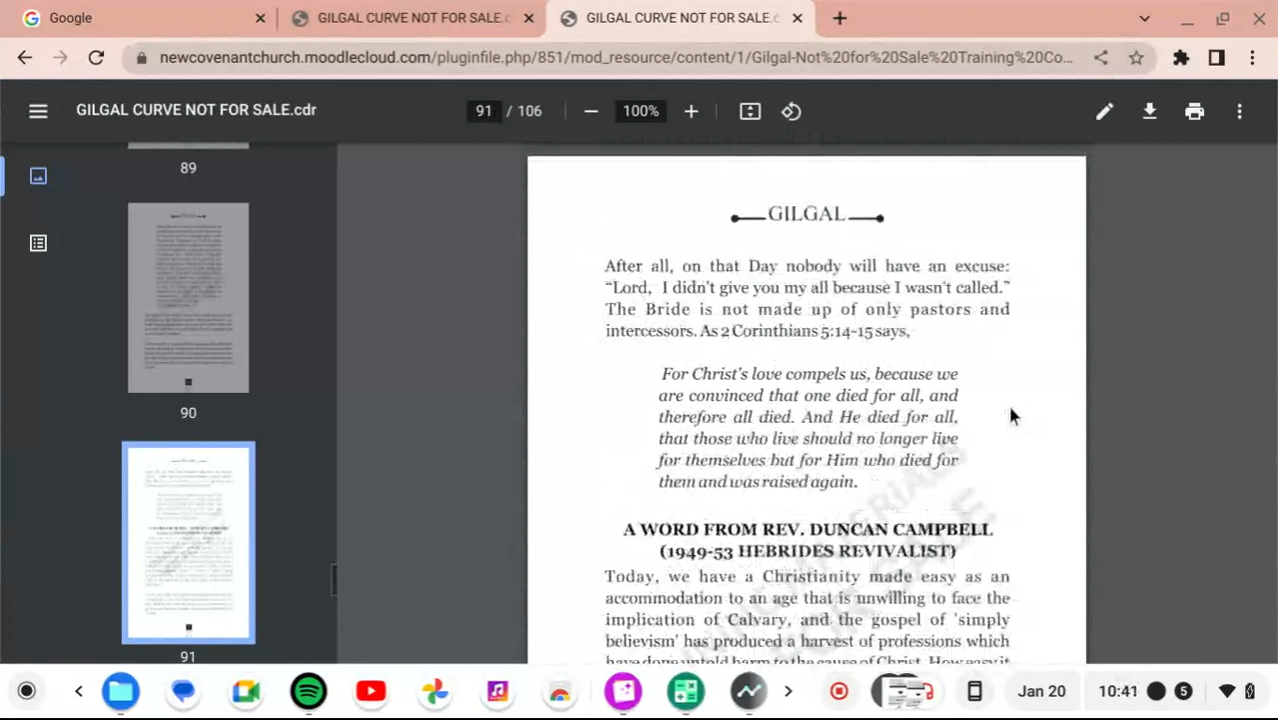 Google
GILGAL CURVE NOT FOR SALE.c
GILGAL CURVE NOT FOR SALE.c
newcovenantchurch.moodlecloud.com/pluginfile.php/851/mod_resource/content/1/Gilgal-Not%20for%20Sale%20Training%20Co...
GILGAL CURVE NOT FOR SALE.cdr
91 / 106
100%
89
90
91
GILGAL
After all, on that Day nobody will have an excuse:
“Lord, I didn't give you my all because I wasn't called.”
The Bride is not made up of only pastors and
intercessors. As 2 Corinthians 5:14-15 says,
For Christ's love compels us, because we
are convinced that one died for all, and
therefore all died. And He died for all,
that those who live should no longer live
for themselves but for Him who died for
them and was raised again.
A WORD FROM REV. DUNCAN CAMPBELL
(1949-53 HEBRIDES REVIVALIST)
Today, we have a Christianity made easy as an
accommodation to an age that is unwilling to face the
implication of Calvary, and the gospel of 'simply
believism' has produced a harvest of professions which
have done untold harm to the cause of Christ. How easy it
Jan 20
10:41
5